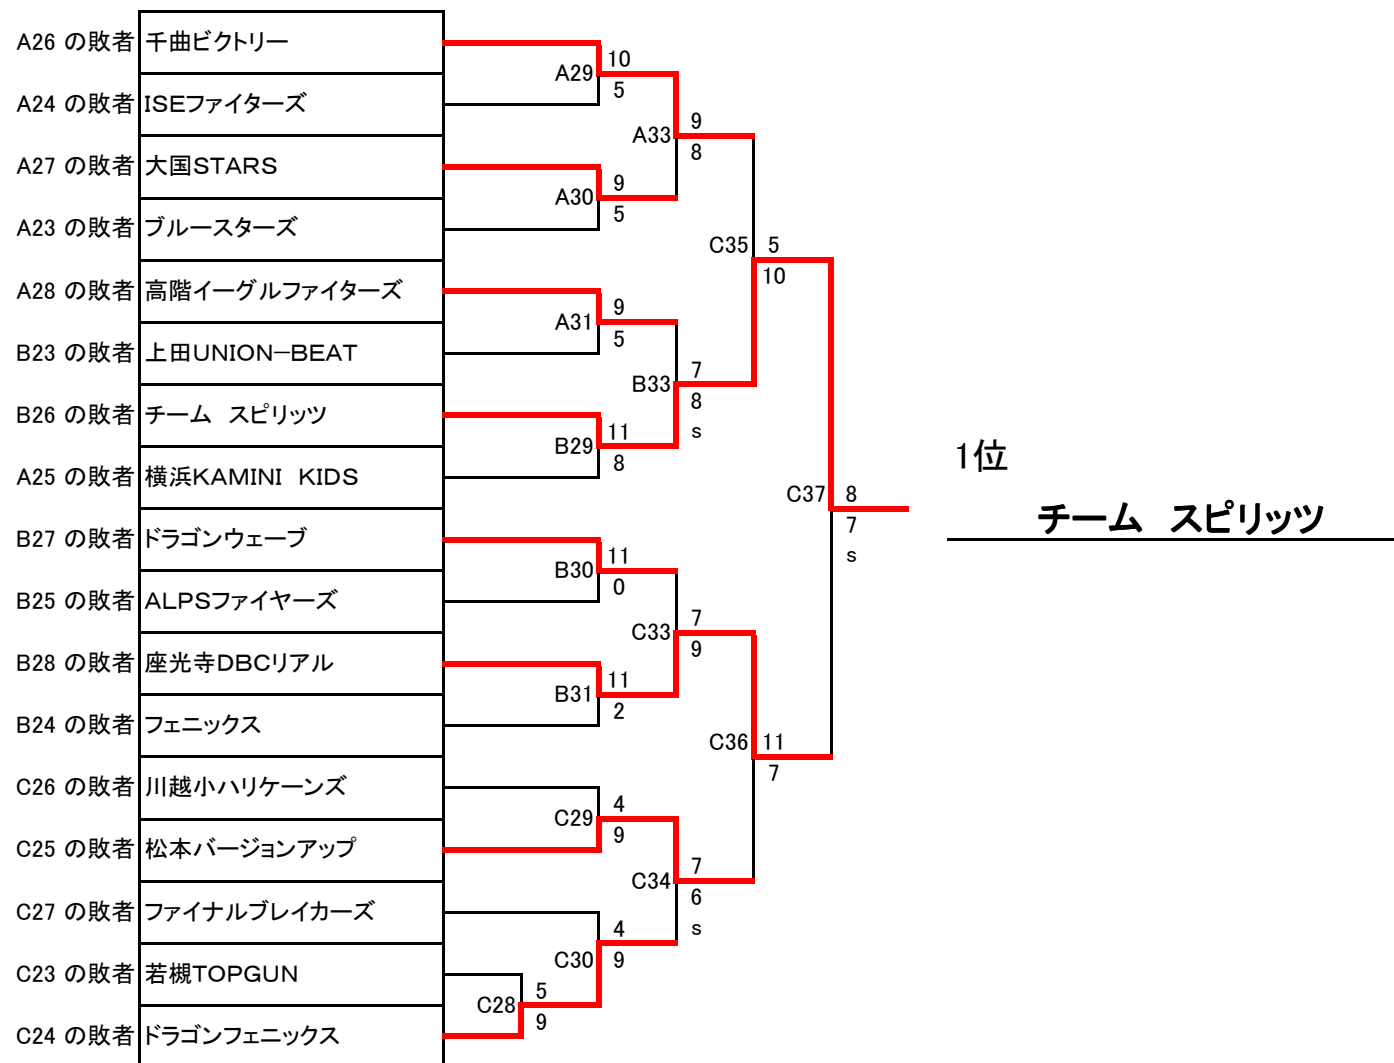 A26 の敗者 千曲ビクトリー
10
A29
5
A24 の敗者 ISEファイターズ
9
A33
8
A27 の敗者 大国STARS
9
A30
5
A23 の敗者 ブルースターズ
C35 5
10
A28 の敗者 高階イーグルファイターズ
9
A31
5
B23 の敗者 上田UNION－BEAT
7
B33
8
s
B26 の敗者 チーム　スピリッツ
11
B29
8
A25 の敗者 横浜KAMINI　KIDS
1位
C37 8
7
s
チーム　スピリッツ
B27 の敗者 ドラゴンウェーブ
11
B30
0
B25 の敗者 ALPSファイヤーズ
7
C33
9
B28 の敗者 座光寺DBCリアル
11
B31
2
B24 の敗者 フェニックス
C36 11
7
C26 の敗者 川越小ハリケーンズ
4
C29
9
C25 の敗者 松本バージョンアップ
7
C34
6
s
C27 の敗者 ファイナルブレイカーズ
4
C30
9
C23 の敗者 若槻TOPGUN
5
C28
9
C24 の敗者 ドラゴンフェニックス